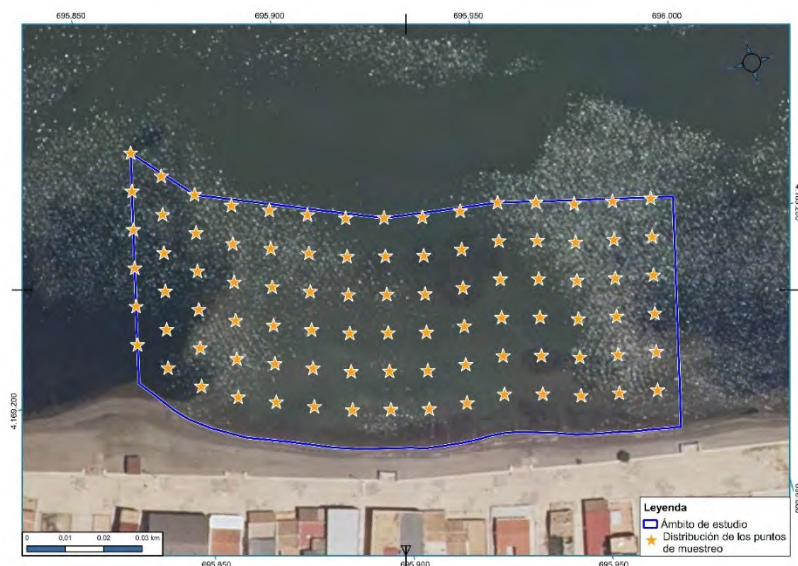 695.850 695.900 695.950 696.000
4.169.200
Leyenda
Ámbito de estudio
Distribución de los puntos
de muestreo
0 0,01 0.02 0.03 km
695.850 695.900 695.950